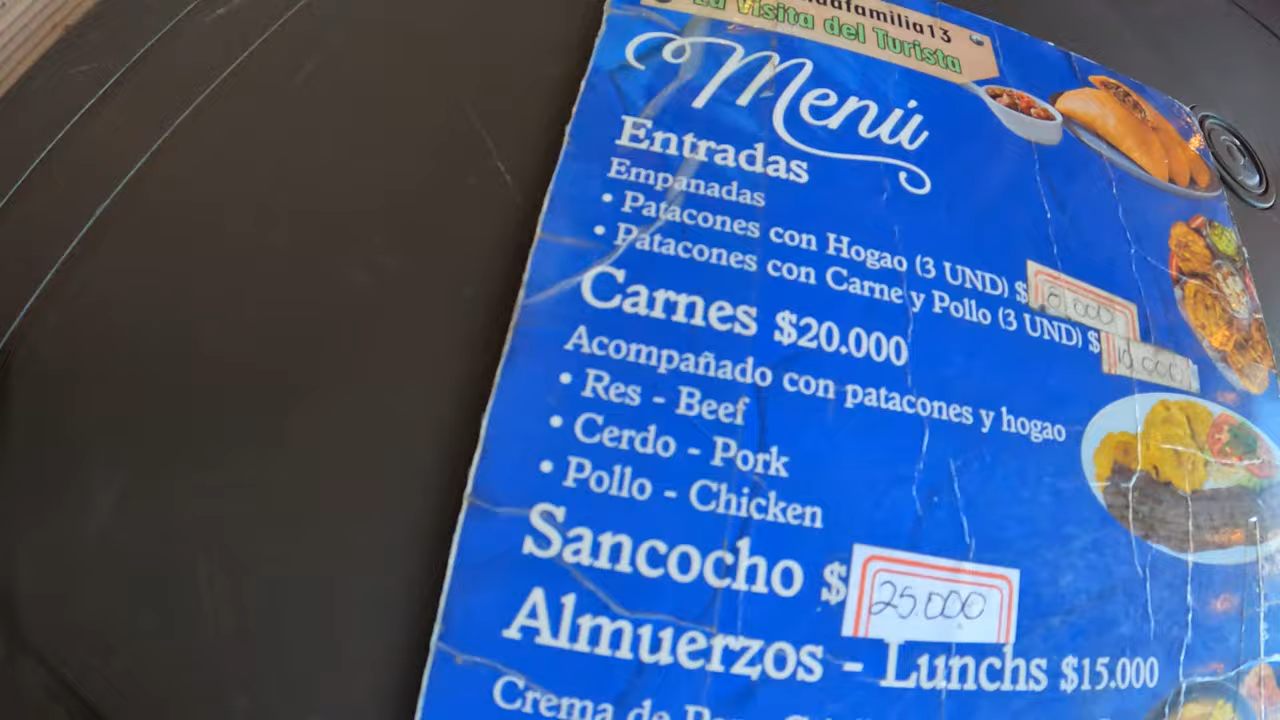 La Visita del Turista
Menú
Entradas
Empanadas
• Patacones con Hogao (3 UND) $
• Patacones con Carne y Pollo (3 UND) $ 10.000
Carnes $20.000
Acompañado con patacones y hogao
• Res - Beef
• Cerdo - Pork
• Pollo - Chicken
Sancocho $ 25.000
Almuerzos - Lunchs $15.000
Crema de